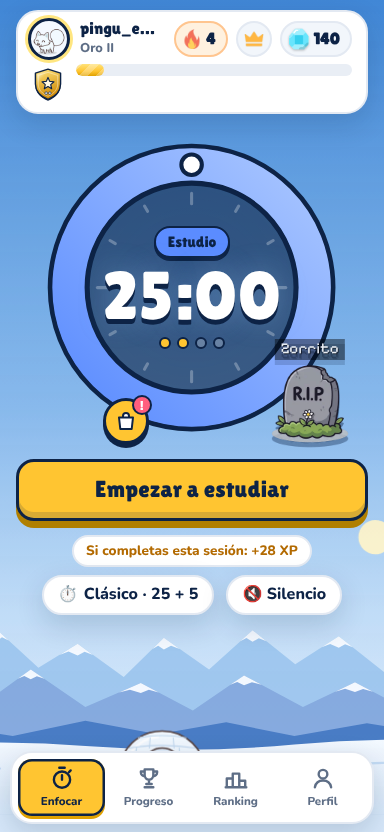 pingu_e...
Oro II
4
140
Estudio
25:00
Zorrito
R.I.P
!
Empezar a estudiar
Si completas esta sesión: +28 XP
Clásico · 25 + 5
Silencio
Enfocar
Progreso
Ranking
Perfil